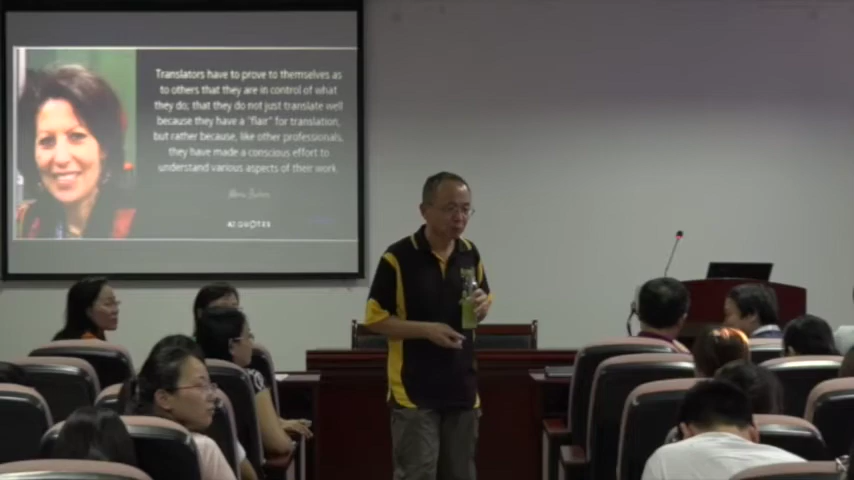 Translators have to prove to themselves as
to others that they are in control of what
they do; that they do not just translate well
because they have a "flair" for translation,
but rather because, like other professionals,
they have made a conscious effort to
understand various aspects of their work.